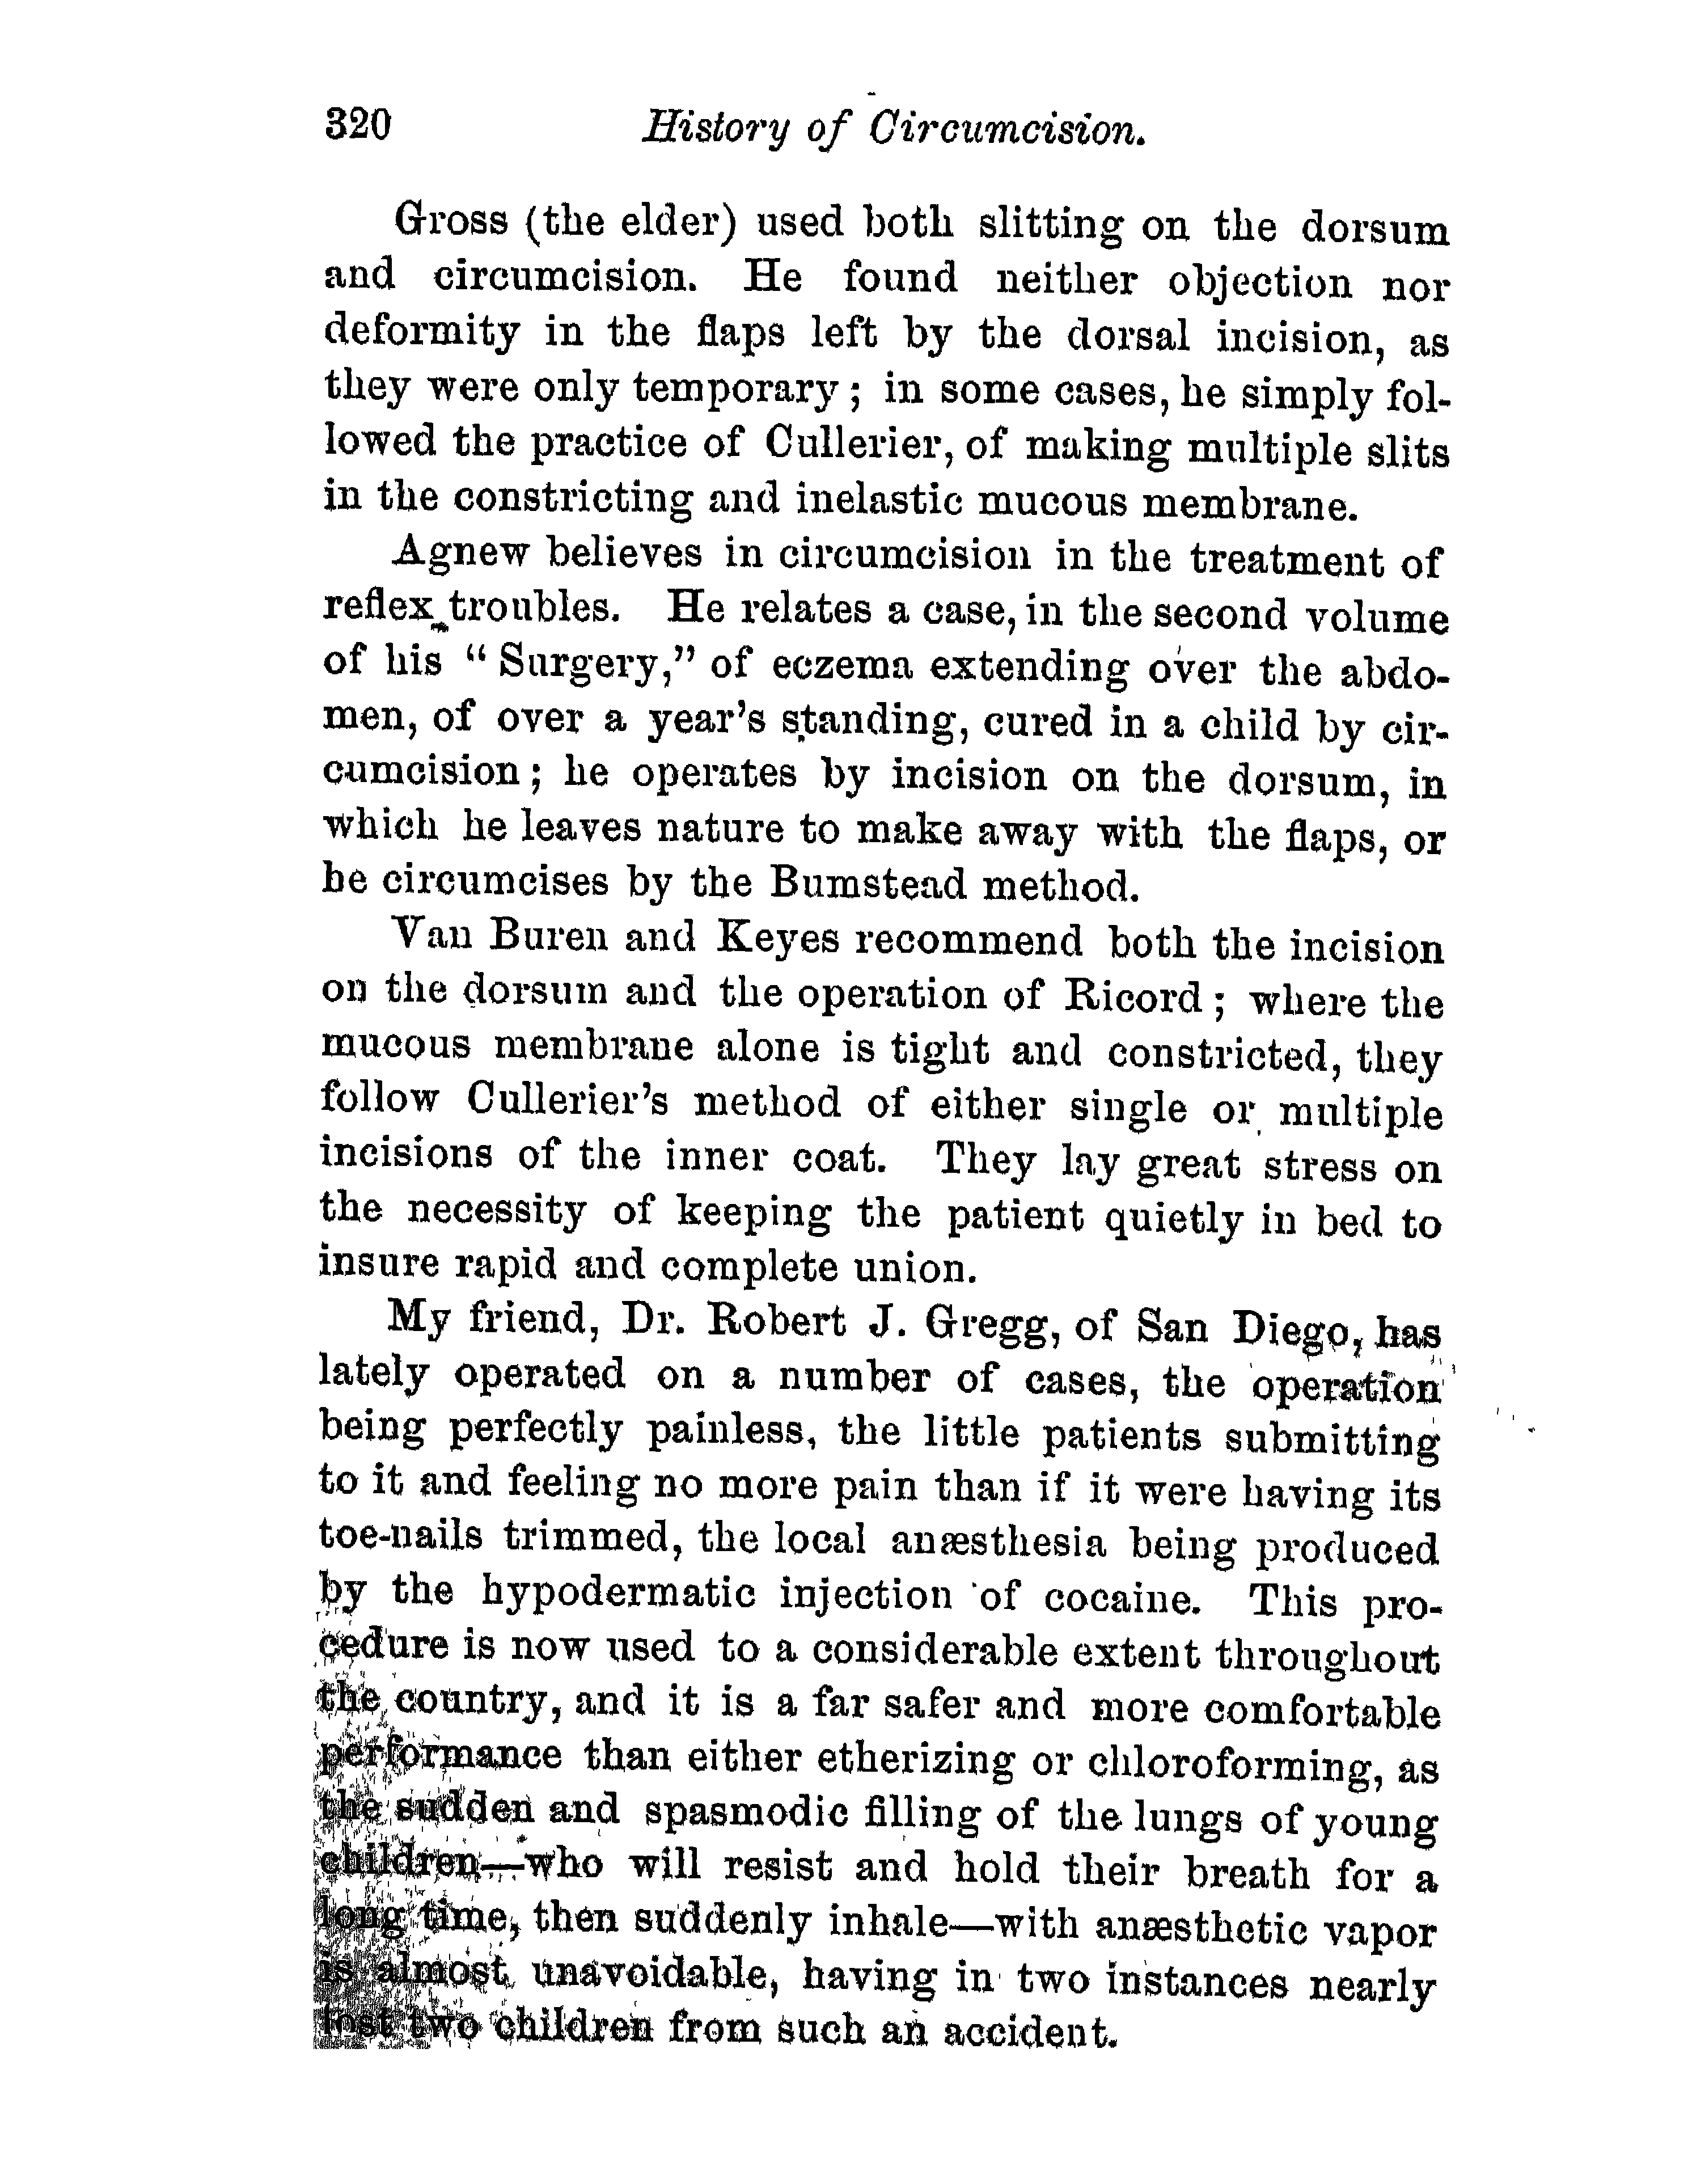 320 History of Circumcision.
Gross (the elder) used both slitting on the dorsum
and circumcision. He found neither objection nor
deformity in the flaps left by the dorsal incision, as
they were only temporary; in some cases, he simply fol-
lowed the practice of Cullerier, of making multiple slits
in the constricting and inelastic mucous membrane.
Agnew believes in circumcision in the treatment of
reflex troubles. He relates a case, in the second volume
of his "Surgery," of eczema extending over the abdo-
men, of over a year's standing, cured in a child by cir-
cumcision; he operates by incision on the dorsum, in
which he leaves nature to make away with the flaps, or
he circumcises by the Bumstead method.
Van Buren and Keyes recommend both the incision
on the dorsum and the operation of Ricord; where the
mucous membrane alone is tight and constricted, they
follow Cullerier's method of either single or multiple
incisions of the inner coat. They lay great stress on
the necessity of keeping the patient quietly in bed to
insure rapid and complete union.
My friend, Dr. Robert J. Gregg, of San Diego, has
lately operated on a number of cases, the operation
being perfectly painless, the little patients submitting
to it and feeling no more pain than if it were having its
toe-nails trimmed, the local anæsthesia being produced
by the hypodermatic injection of cocaine. This pro-
cedure is now used to a considerable extent throughout
the country, and it is a far safer and more comfortable
performance than either etherizing or chloroforming, as
the sudden and spasmodic filling of the lungs of young
children—who will resist and hold their breath for a
long time, then suddenly inhale—with anæsthetic vapor
is almost unavoidable, having in two instances nearly
lost two children from such an accident.